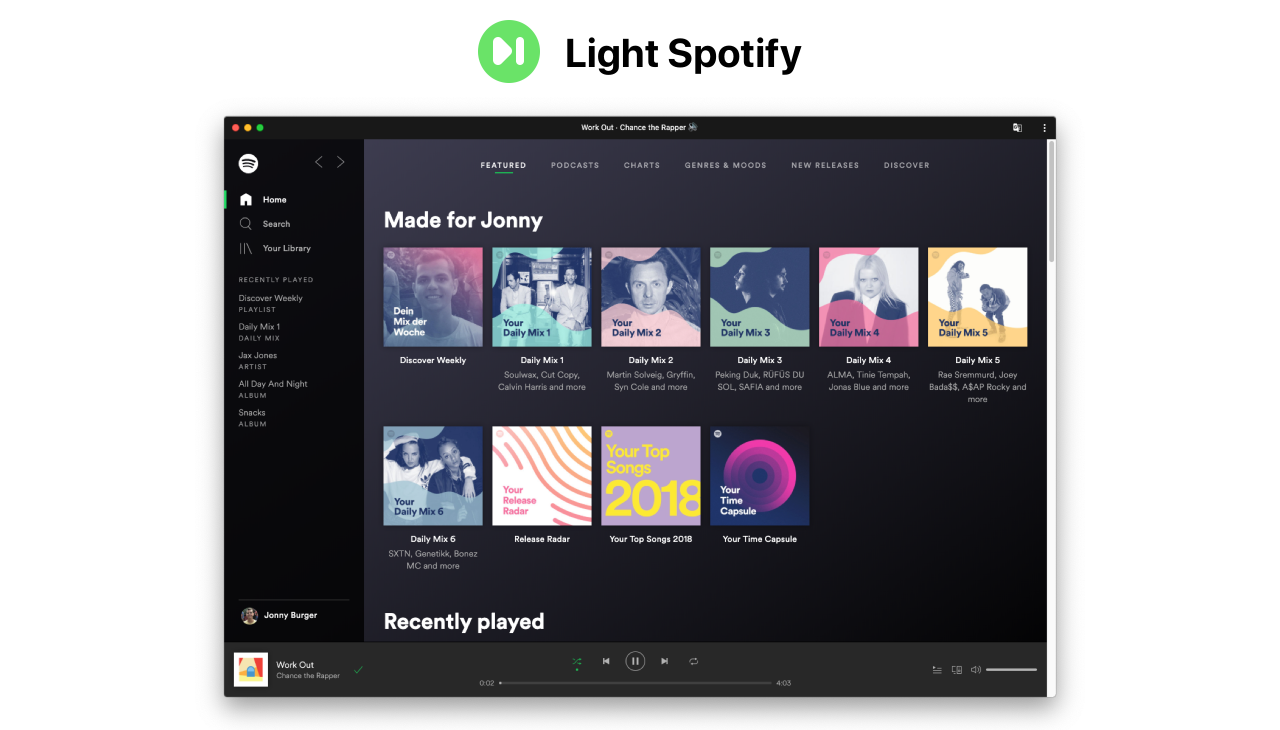 Light Spotify
Work Out · Chance the Rapper
FEATURED
PODCASTS
CHARTS
GENRES & MOODS
NEW RELEASES
DISCOVER
Home
Search
Your Library
RECENTLY PLAYED
Discover Weekly
PLAYLIST
Daily Mix 1
DAILY MIX
Jax Jones
ARTIST
All Day And Night
ALBUM
Snacks
ALBUM
Jonny Burger
Made for Jonny
Dein
Mix der
Woche
Discover Weekly
Your
Daily Mix 1
Daily Mix 1
Soulwax, Cut Copy,
Calvin Harris and more
Your
Daily Mix 2
Daily Mix 2
Martin Solveig, Gryffin,
Syn Cole and more
Your
Daily Mix 3
Daily Mix 3
Peking Duk, RÜFÜS DU
SOL, SAFIA and more
Your
Daily Mix 4
Daily Mix 4
ALMA, Tinie Tempah,
Jonas Blue and more
Your
Daily Mix 5
Daily Mix 5
Rae Sremmurd, Joey
Bada$$, A$AP Rocky and
more
Your
Daily Mix 6
Daily Mix 6
SXTN, Genetikk, Bonez
MC and more
Your
Release
Radar
Release Radar
Your Top
Songs
2018
Your Top Songs 2018
Your
Time
Capsule
Your Time Capsule
Recently played
Work Out
Chance the Rapper
0:02
4:03